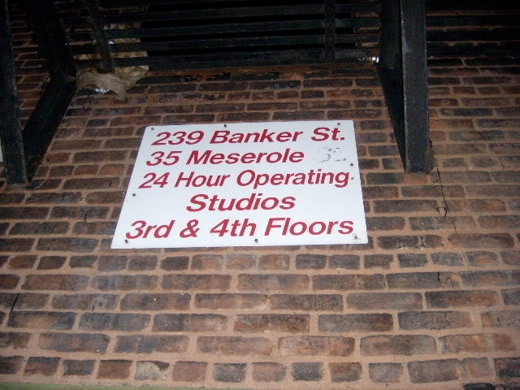 239 Banker St.
35 Meserole
24 Hour Operating
Studios
3rd & 4th Floors